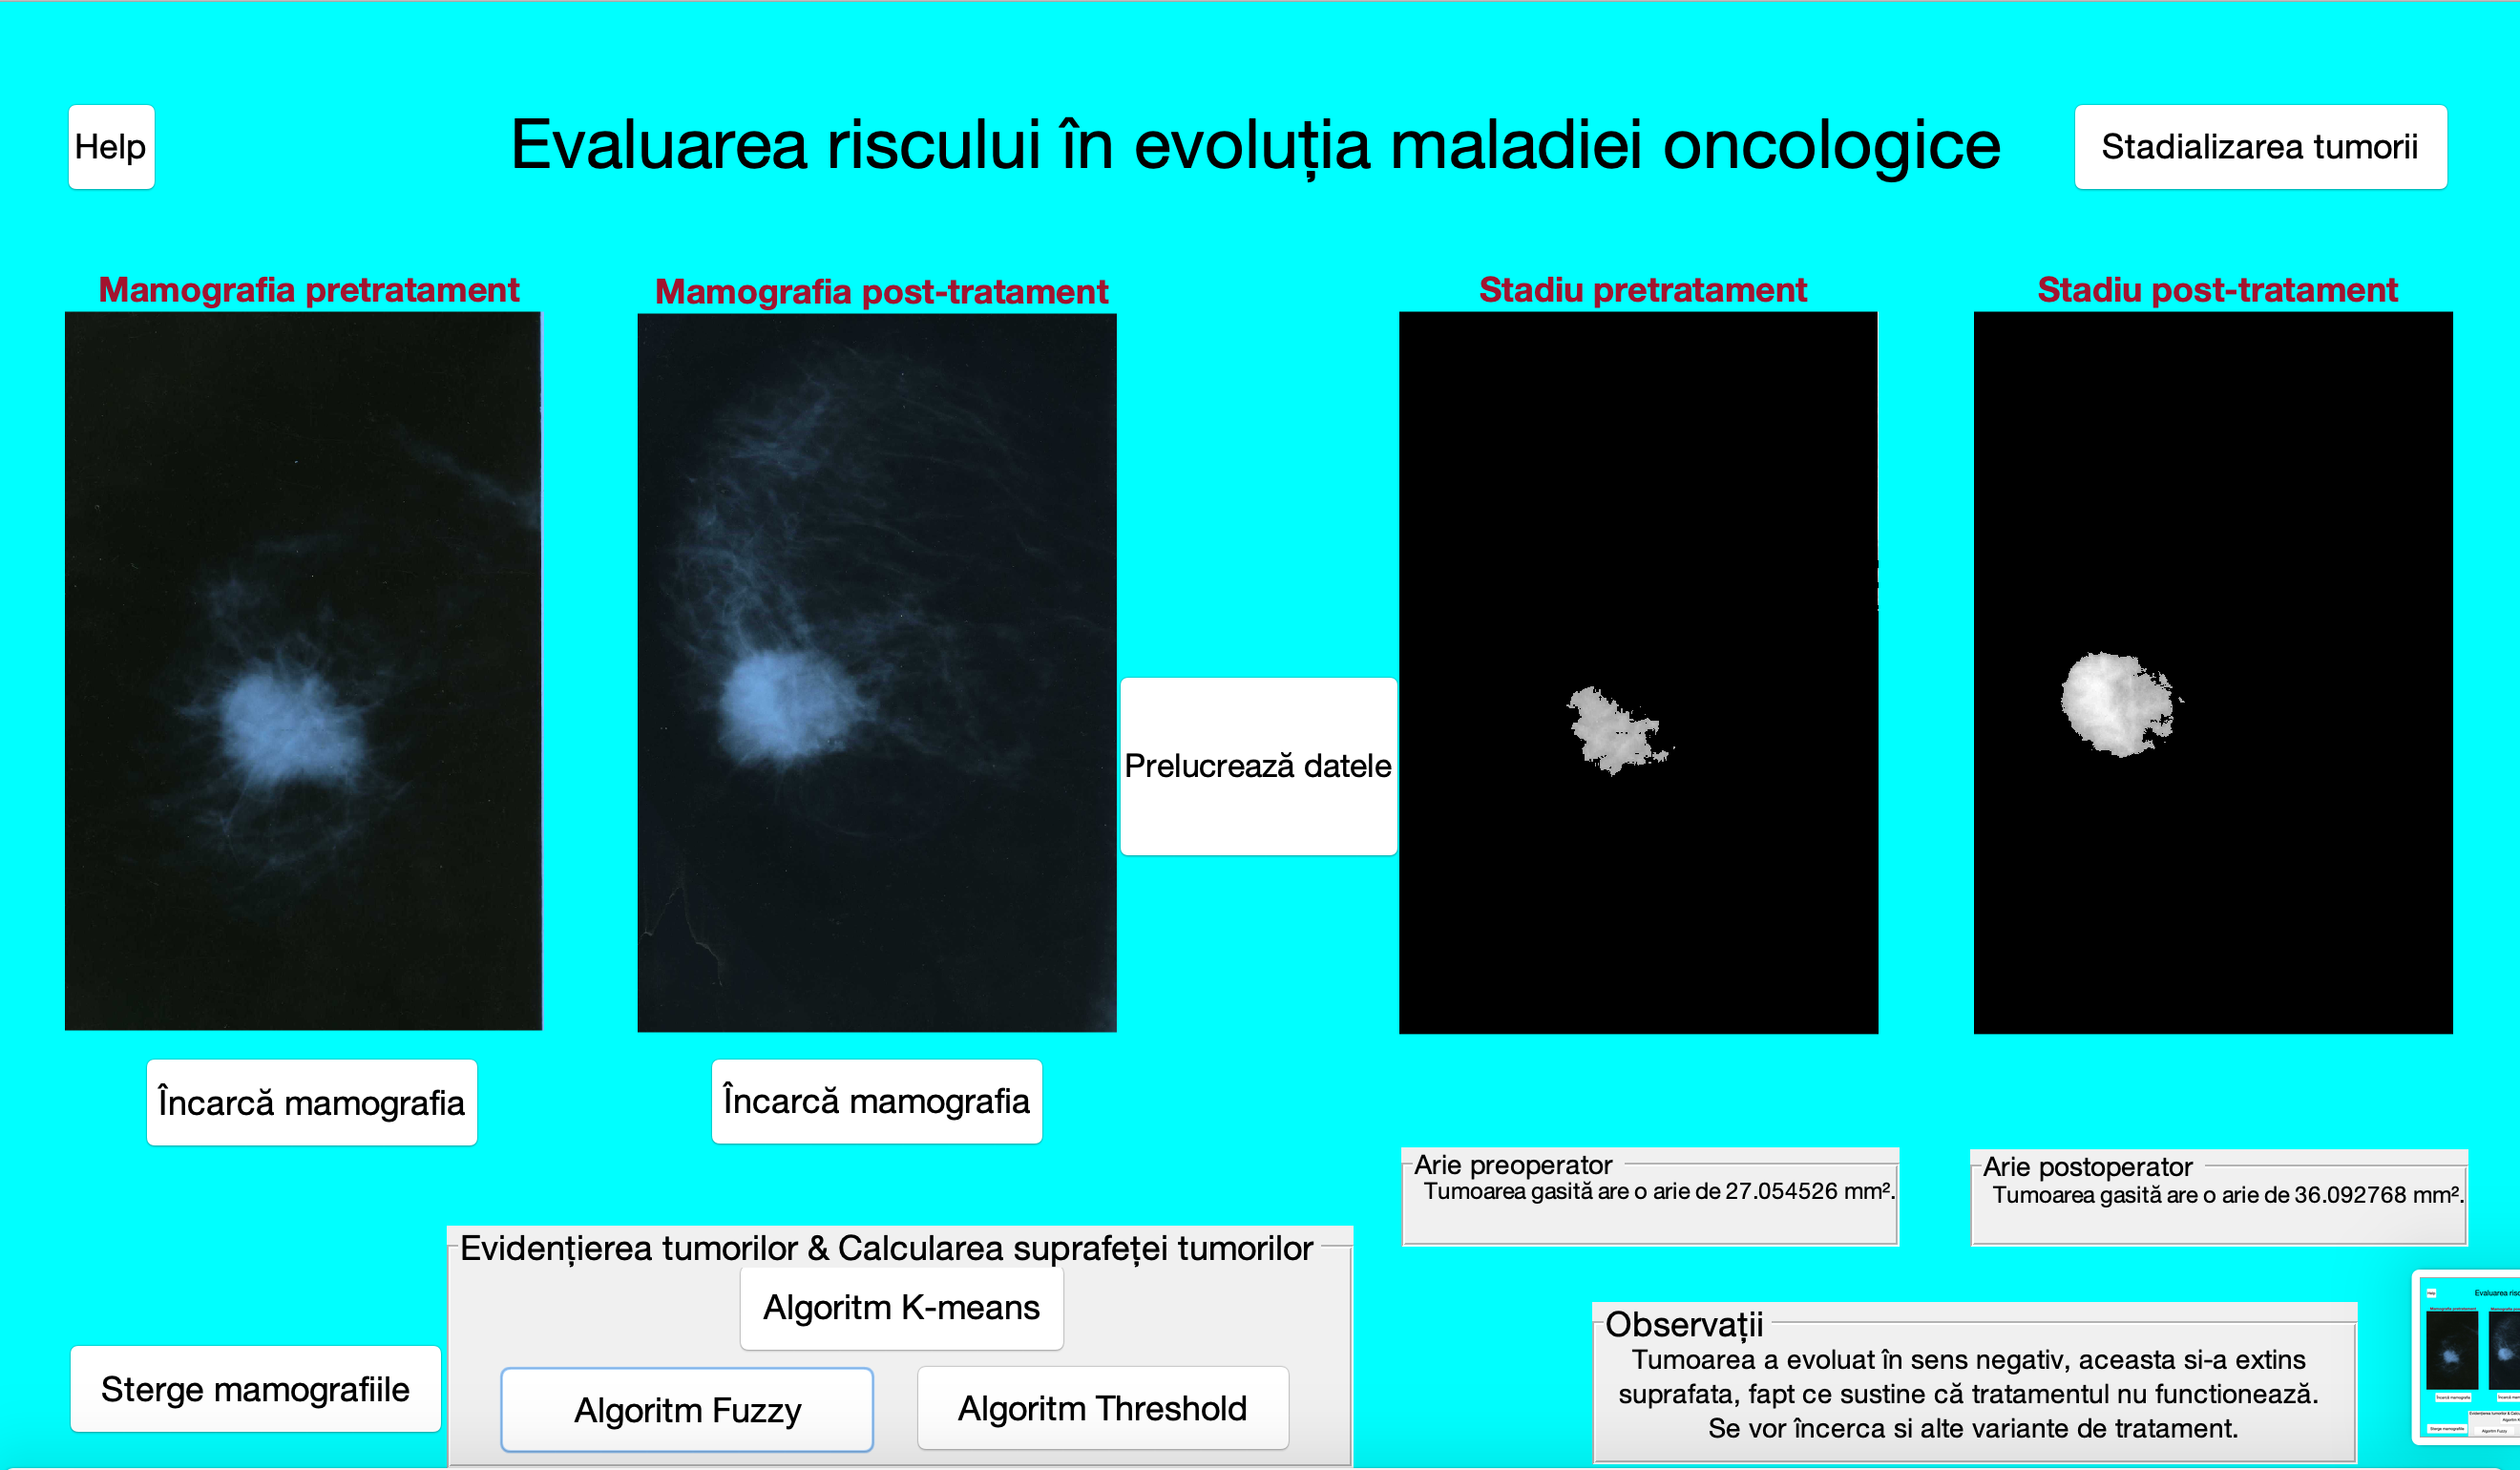 Help
Evaluarea riscului în evoluția maladiei oncologice
Stadializarea tumorii
Mamografia pretratament
Mamografia post-tratament
Stadiu pretratament
Stadiu post-tratament
Prelucrează datele
Încarcă mamografia
Încarcă mamografia
Arie preoperator
Tumoarea gasită are o arie de 27.054526 mm².
Arie postoperator
Tumoarea gasită are o arie de 36.092768 mm².
Evidențierea tumorilor & Calcularea suprafeței tumorilor
Algoritm K-means
Sterge mamografiile
Algoritm Fuzzy
Algoritm Threshold
Observații
Tumoarea a evoluat în sens negativ, aceasta si-a extins
suprafata, fapt ce sustine că tratamentul nu functionează.
Se vor încerca si alte variante de tratament.